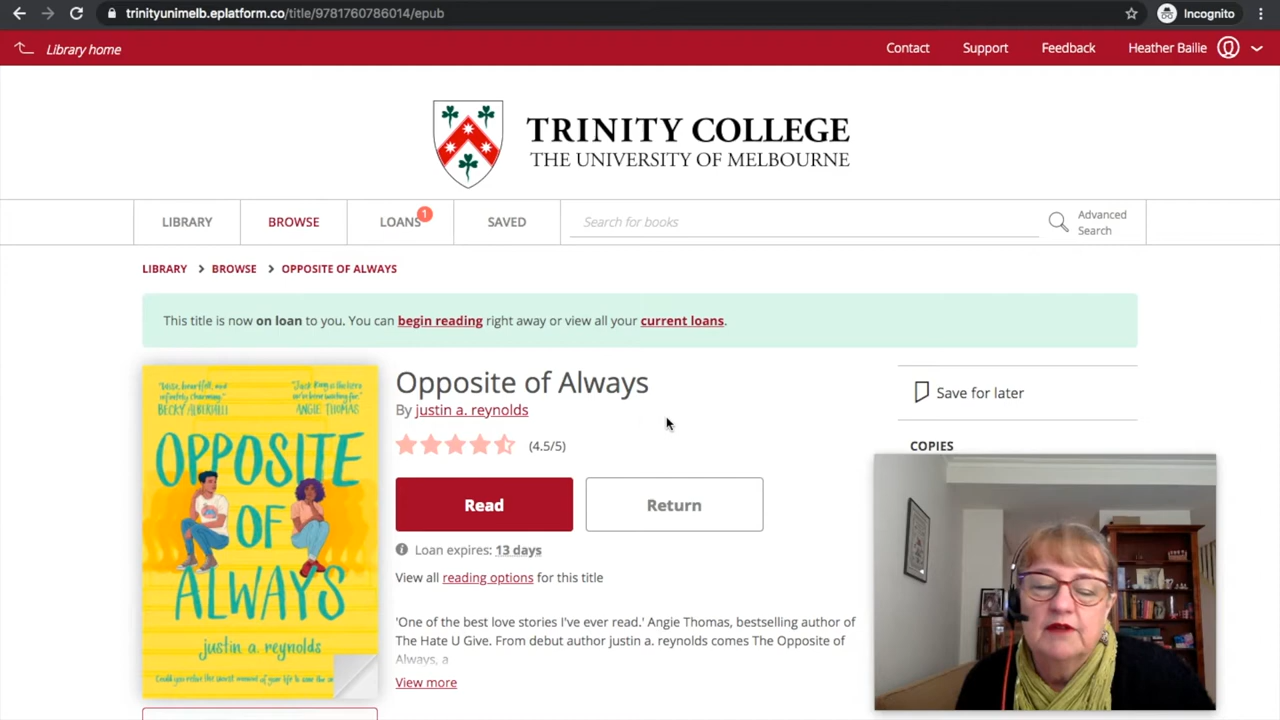 trinityunimelb.eplatform.co/title/9781760786014/epub
Incognito
Library home
Contact
Support
Feedback
Heather Bailie
TRINITY COLLEGE
THE UNIVERSITY OF MELBOURNE
LIBRARY
BROWSE
LOANS 1
SAVED
Search for books
Advanced
Search
LIBRARY > BROWSE > OPPOSITE OF ALWAYS
This title is now on loan to you. You can begin reading right away or view all your current loans.
"Wise, heartfelt, and
infinitely charming."
BECKY ALBERTALLI
ANGIE THOMAS
OPPOSITE
OF
ALWAYS
justin a. reynolds
Opposite of Always
By justin a. reynolds
(4.5/5)
Read
Return
Loan expires: 13 days
View all reading options for this title
'One of the best love stories I've ever read.' Angie Thomas, bestselling author of
The Hate U Give. From debut author justin a. reynolds comes The Opposite of
Always, a
View more
Save for later
COPIES